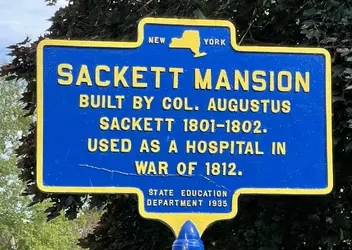 NEW YORK
SACKETT MANSION
BUILT BY COL. AUGUSTUS
SACKETT 1801-1802.
USED AS A HOSPITAL IN
WAR OF 1812.
STATE EDUCATION
DEPARTMENT 1935